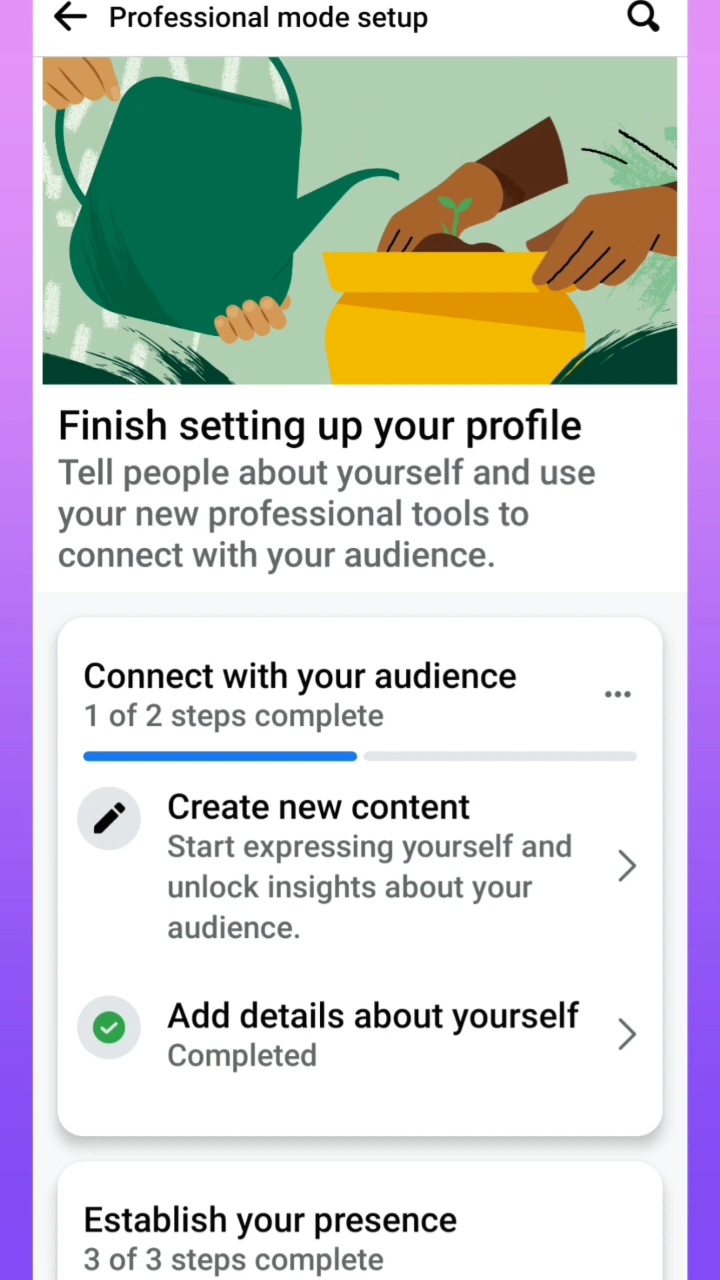 Professional mode setup
Finish setting up your profile
Tell people about yourself and use
your new professional tools to
connect with your audience.
Connect with your audience
1 of 2 steps complete
Create new content
Start expressing yourself and
unlock insights about your
audience.
Add details about yourself
Completed
Establish your presence
3 of 3 steps complete